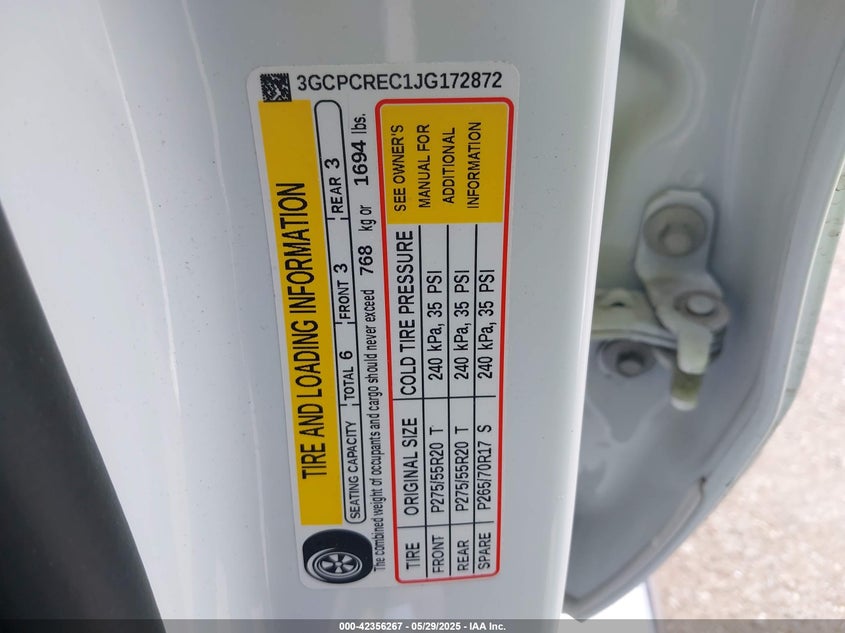 3GCPCREC1JG172872
TIRE AND LOADING INFORMATION
SEATING CAPACITY TOTAL 6 FRONT 3 REAR 3
The combined weight of occupants and cargo should never exceed 768 kg or 1694 lbs.
TIRE ORIGINAL SIZE COLD TIRE PRESSURE
FRONT P275/55R20 T 240 kPa, 35 PSI
REAR P275/55R20 T 240 kPa, 35 PSI
SPARE P265/70R17 S 240 kPa, 35 PSI
SEE OWNER'S
MANUAL FOR
ADDITIONAL
INFORMATION
000-42356267 - 05/29/2025 - IAA Inc.